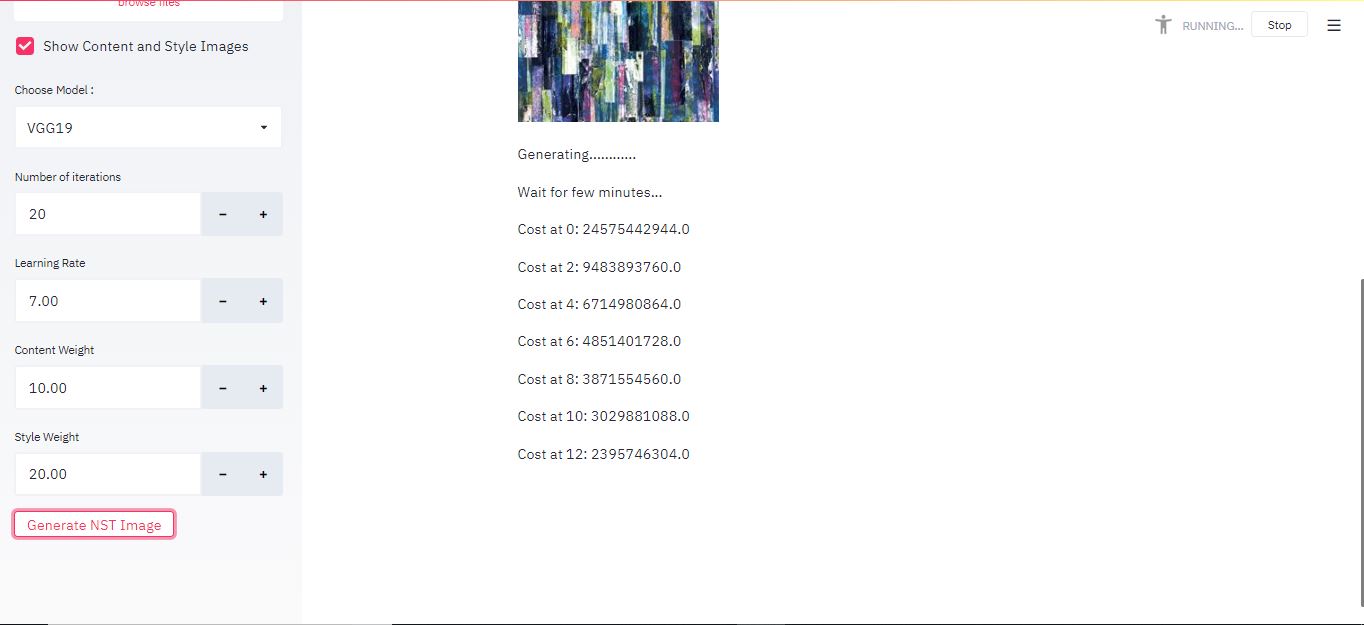 browse files
Show Content and Style Images
Choose Model :
VGG19
Number of iterations
20
Learning Rate
7.00
Content Weight
10.00
Style Weight
20.00
Generate NST Image
RUNNING...
Stop
Generating............
Wait for few minutes...
Cost at 0: 24575442944.0
Cost at 2: 9483893760.0
Cost at 4: 6714980864.0
Cost at 6: 4851401728.0
Cost at 8: 3871554560.0
Cost at 10: 3029881088.0
Cost at 12: 2395746304.0